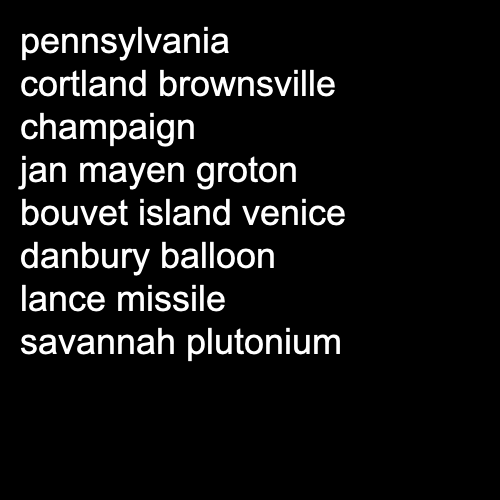 pennsylvania
cortland brownsville
champaign
jan mayen groton
bouvet island venice
danbury balloon
lance missile
savannah plutonium